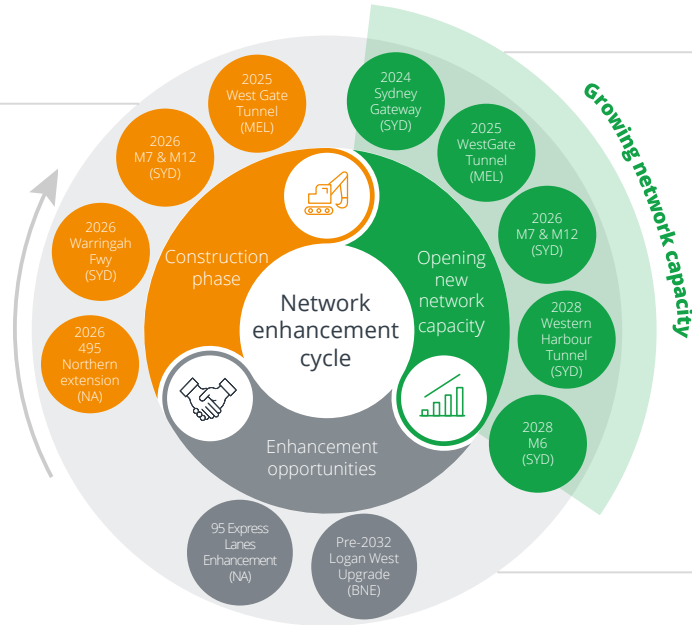 2025
West Gate
Tunnel
(MEL)
2026
M7 & M12
(SYD)
2026
Warringah
Fwy
(SYD)
2026
495
Northern
extension
(NA)
2024
Sydney
Gateway
(SYD)
2025
WestGate
Tunnel
(MEL)
2026
M7 & M12
(SYD)
2028
Western
Harbour
Tunnel
(SYD)
2028
M6
(SYD)
Growing network capacity
Construction
phase
Opening
new
network
capacity
Network
enhancement
cycle
Enhancement
opportunities
95 Express
Lanes
Enhancement
(NA)
Pre-2032
Logan West
Upgrade
(BNE)